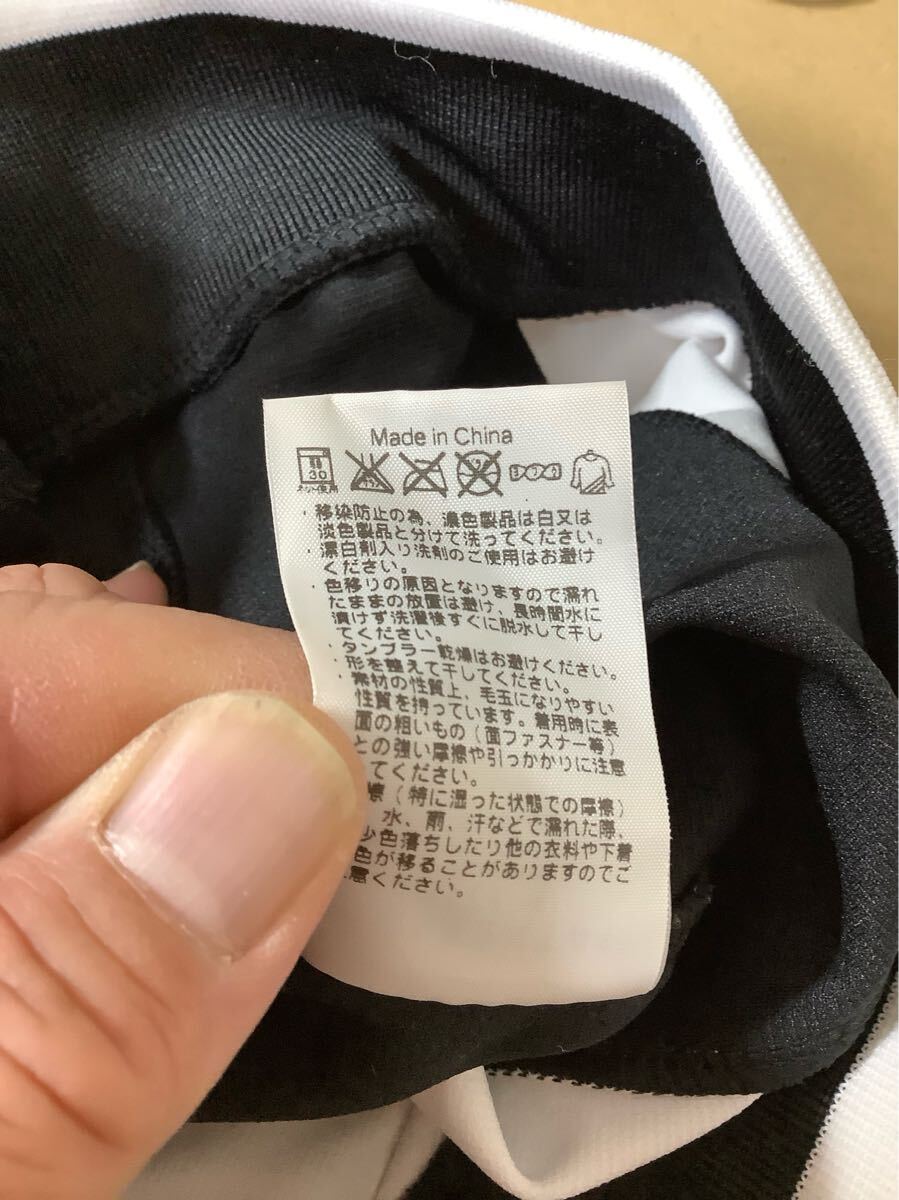 Made in China
弱
30
ネット使用
・移染防止の為、濃色製品は白又は
淡色製品と分けて洗ってください。
・漂白剤入り洗剤のご使用はお避け
ください。
・色移りの原因となりますので濡れ
たままの放置は避け、長時間水に
漬けず洗濯後すぐに脱水して干し
てください。
・タンブラー乾燥はお避けください。
・形を整えて干してください。
・素材の性質上、毛玉になりやすい
性質を持っています。着用時に表
面の粗いもの(面ファスナー等)
との強い摩擦や引っかかりに注意
してください。
擦(特に湿った状態での摩擦)
水、雨、汗などで濡れた際、
少色落ちしたり他の衣料や下着
色が移ることがありますのでご
意ください。